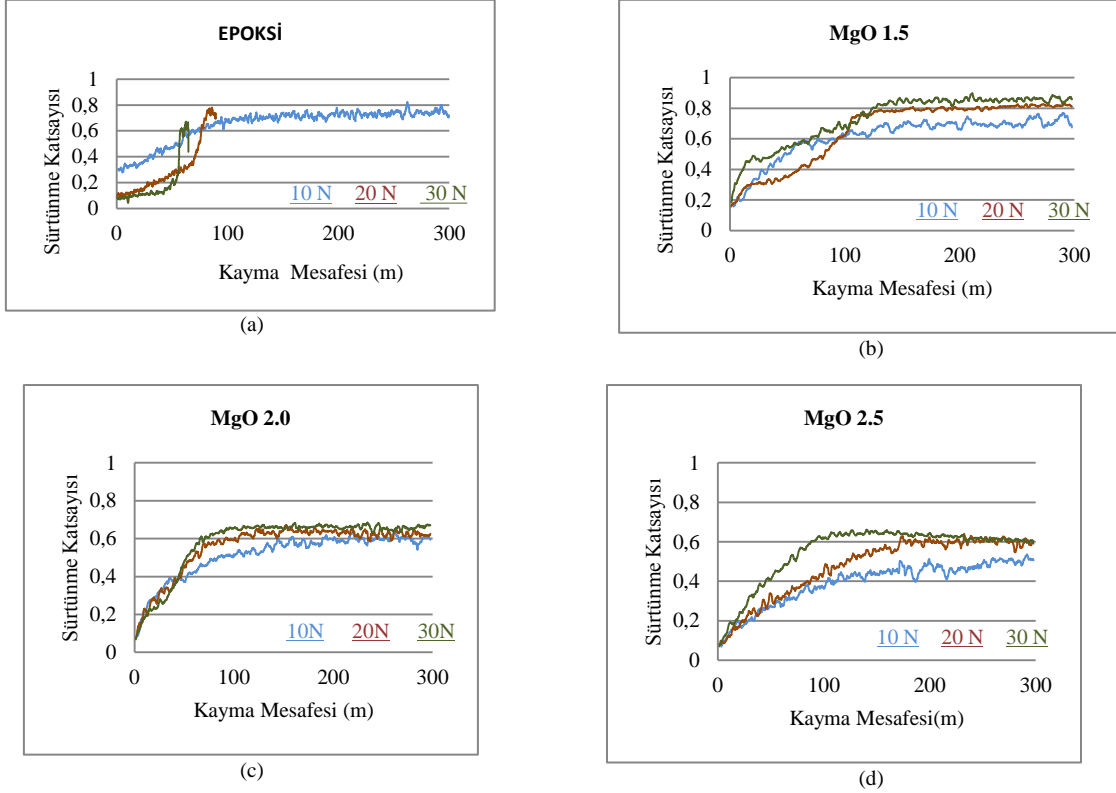 EPOKSİ
Sürtünme Katsayısı
1
0,8
0,6
0,4
0,2
0
10 N 20 N 30 N
0 100 200 300
Kayma Mesafesi (m)
(a)
MgO 1.5
Sürtünme Katsayısı
1
0,8
0,6
0,4
0,2
0
10 N 20 N 30 N
0 100 200 300
Kayma Mesafesi (m)
(b)
MgO 2.0
Sürtünme Katsayısı
1
0,8
0,6
0,4
0,2
0
10N 20N 30N
0 100 200 300
Kayma Mesafesi (m)
(c)
MgO 2.5
Sürtünme Katsayısı
1
0,8
0,6
0,4
0,2
0
10 N 20 N 30 N
0 100 200 300
Kayma Mesafesi(m)
(d)